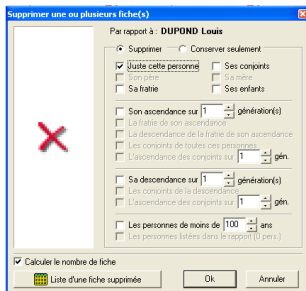 Supprimer une ou plusieurs fiche(s)
Par rapport à : DUPOND Louis
Supprimer Conserver seulement
Juste cette personne Ses conjoints
Son père Sa mère
Sa fratrie Ses enfants
Son ascendance sur 1 génération(s)
La fratrie de son ascendance
La descendance de la fratrie de son ascendance
Les conjoints de toutes ces personnes
L'ascendance des conjoints sur 1 gén.
Sa descendance sur 1 génération(s)
Les conjoints de la descendance
L'ascendance des conjoints sur 1 gén.
Les personnes de moins de 100 ans
Les personnes listées dans le rapport (0 pers.)
Calculer le nombre de fiche
Liste d'une fiche supprimée Ok Annuler